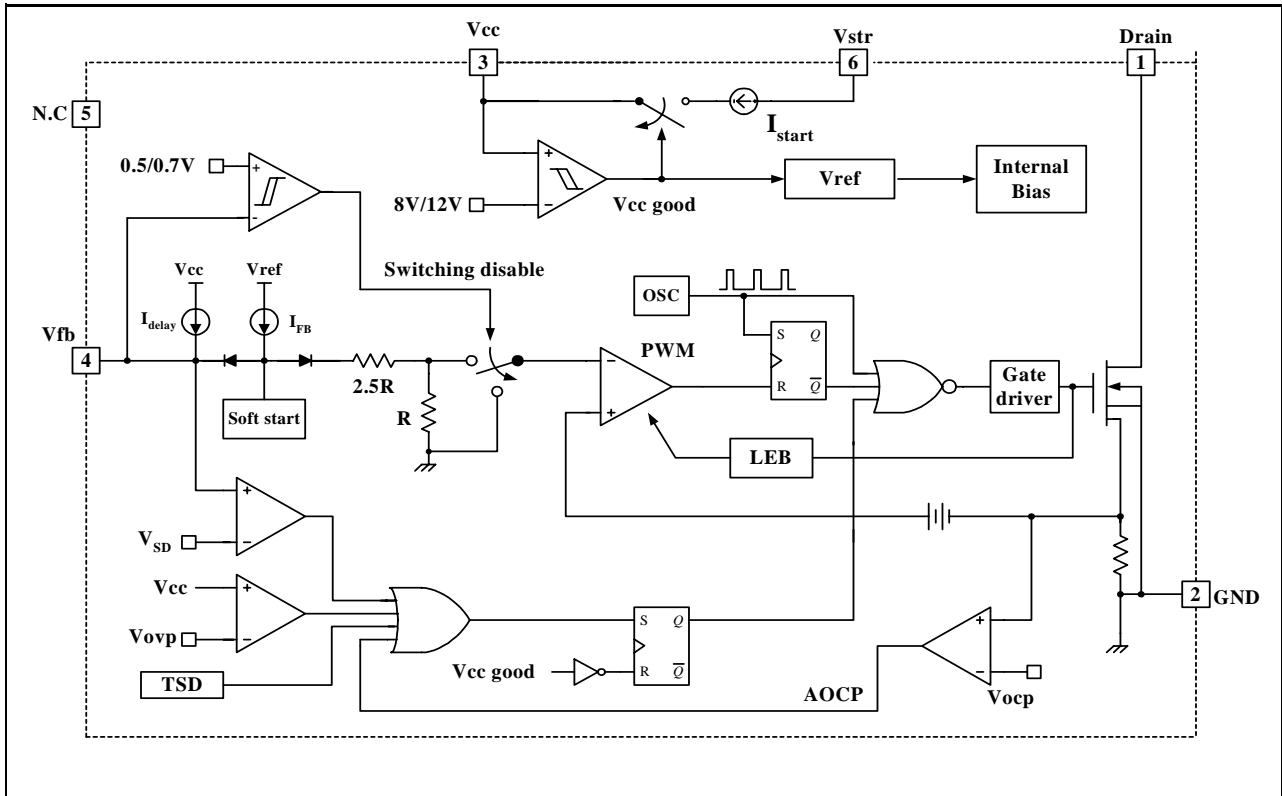 Vcc
Vstr
Drain
3
6
1
N.C 5
I start
0.5/0.7V
+
-
+
−
8V/12V
Vcc good
Vref
Internal
Bias
Vcc
Vref
Switching disable
OSC
I delay
I FB
Vfb
4
2.5R
R
Soft start
PWM
−
+
S Q
R Q
Gate
driver
LEB
+
V SD −
Vcc +
Vovp −
TSD
S Q
R Q
Vcc good
AOCP
+
−
Vocp
2 GND